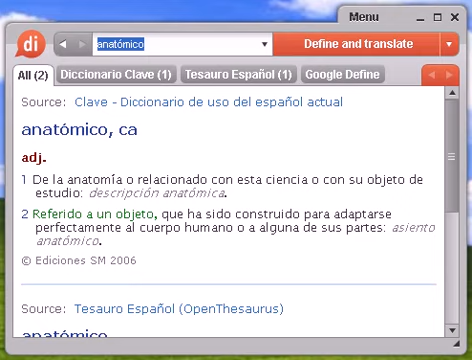 Menu
di
anatómico
Define and translate
All (2)
Diccionario Clave (1)
Tesauro Español (1)
Google Define
Source: Clave - Diccionario de uso del español actual
anatómico, ca
adj.
1 De la anatomía o relacionado con esta ciencia o con su objeto de
estudio: descripción anatómica.
2 Referido a un objeto, que ha sido construido para adaptarse
perfectamente al cuerpo humano o a alguna de sus partes: asiento
anatómico.
© Ediciones SM 2006
Source: Tesauro Español (OpenThesaurus)
anatómico